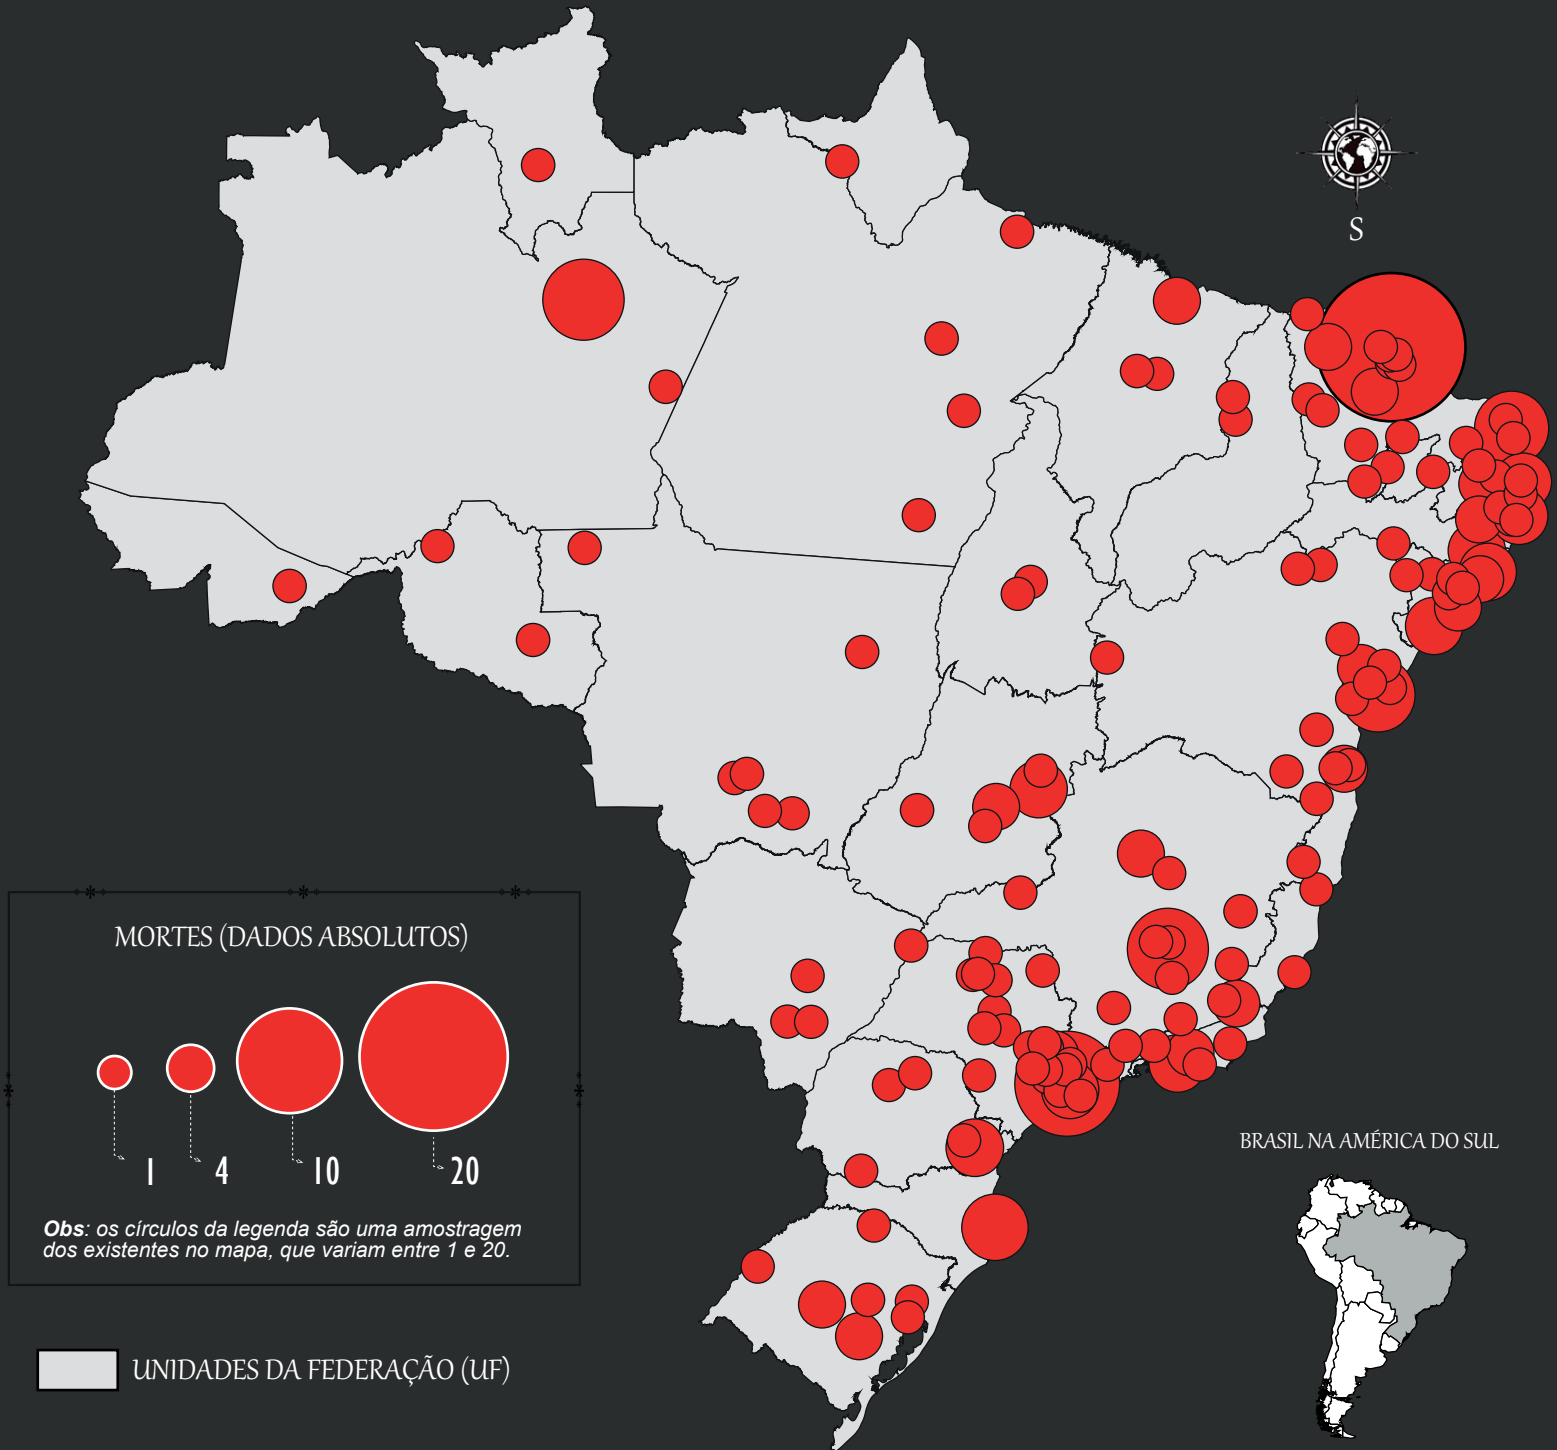 S
MORTES (DADOS ABSOLUTOS)
1
4
10
20
Obs: os círculos da legenda são uma amostragem
dos existentes no mapa, que variam entre 1 e 20.
UNIDADES DA FEDERAÇÃO (UF)
BRASIL NA AMÉRICA DO SUL